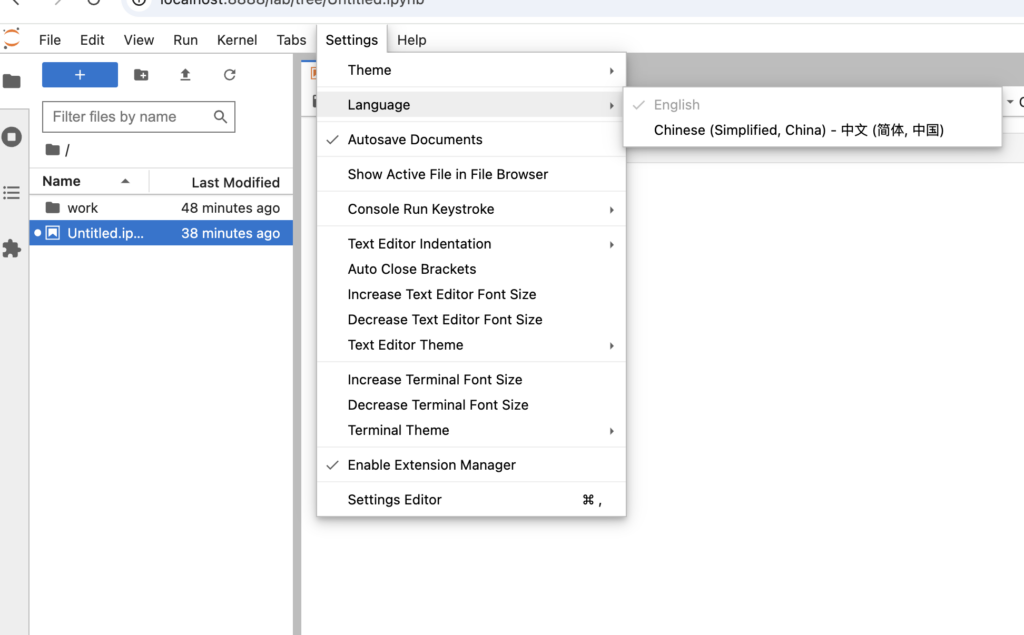 localhost:8888/lab/tree/Untitled.ipynb
File Edit View Run Kernel Tabs Settings Help
Filter files by name
/
Name Last Modified
work 48 minutes ago
Untitled.ip... 38 minutes ago
Theme
Language
Autosave Documents
Show Active File in File Browser
Console Run Keystroke
Text Editor Indentation
Auto Close Brackets
Increase Text Editor Font Size
Decrease Text Editor Font Size
Text Editor Theme
Increase Terminal Font Size
Decrease Terminal Font Size
Terminal Theme
Enable Extension Manager
Settings Editor ⌘ ,
English
Chinese (Simplified, China) - 中文 (简体, 中国)